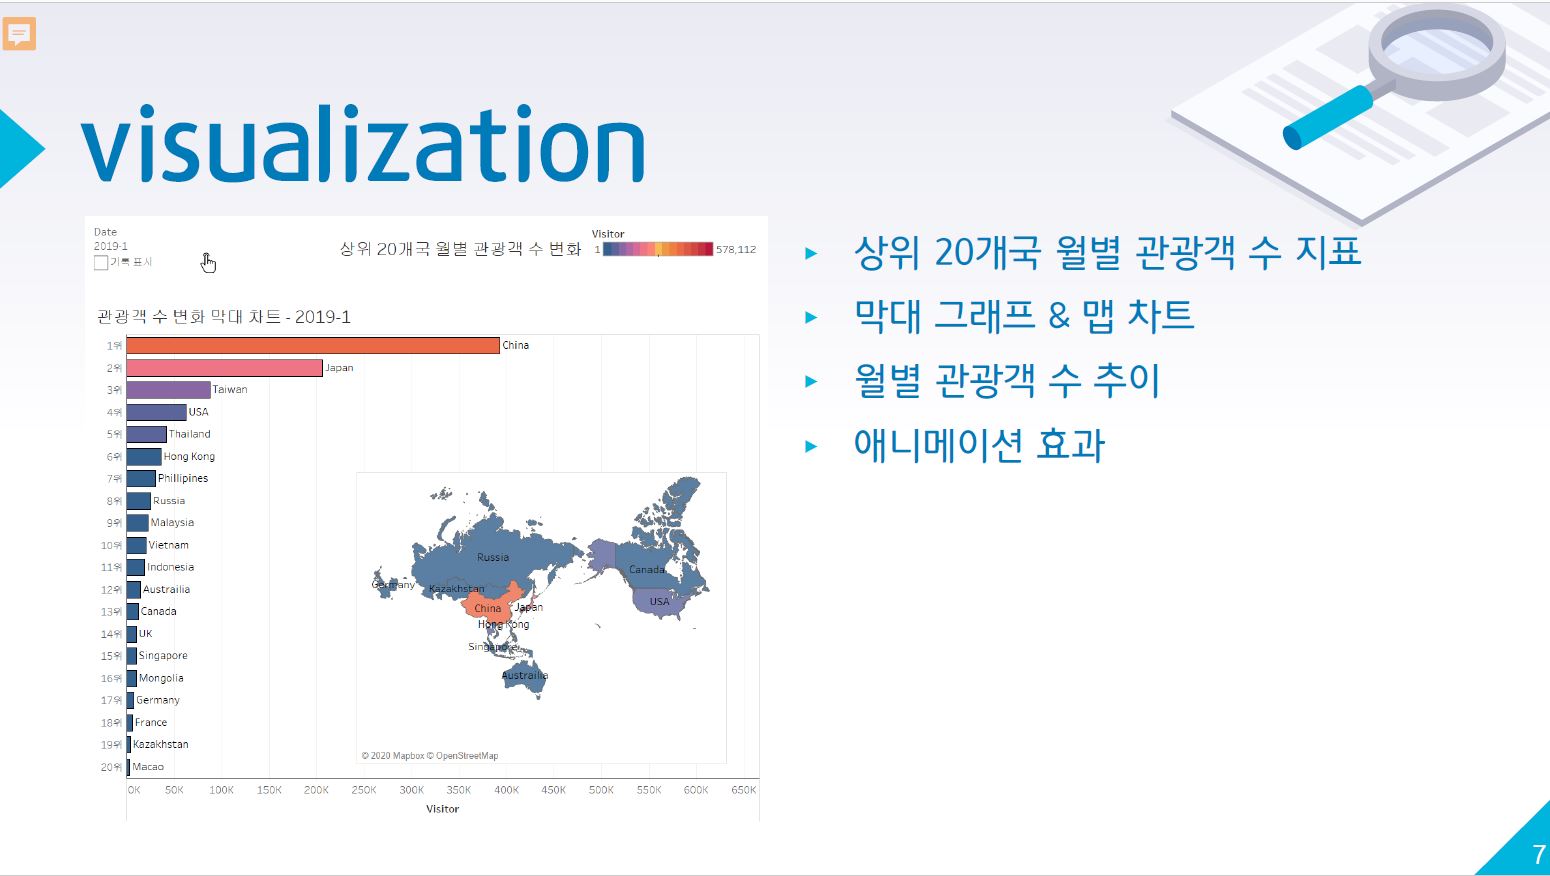 visualization
Date
2019-1
기록 표시
상위 20개국 월별 관광객 수 변화
Visitor
1 578,112
관광객 수 변화 막대 차트 - 2019-1
1위 China
2위 Japan
3위 Taiwan
4위 USA
5위 Thailand
6위 Hong Kong
7위 Phillipines
8위 Russia
9위 Malaysia
10위 Vietnam
11위 Indonesia
12위 Austrailia
13위 Canada
14위 UK
15위 Singapore
16위 Mongolia
17위 Germany
18위 France
19위 Kazakhstan
20위 Macao
0K 50K 100K 150K 200K 250K 300K 350K 400K 450K 500K 550K 600K 650K
Visitor
Russia
Canada
Germany
Kazakhstan
USA
China
Japan
Hong Kong
Singapore
Austrailia
© 2020 Mapbox © OpenStreetMap
상위 20개국 월별 관광객 수 지표
막대 그래프 & 맵 차트
월별 관광객 수 추이
애니메이션 효과
7